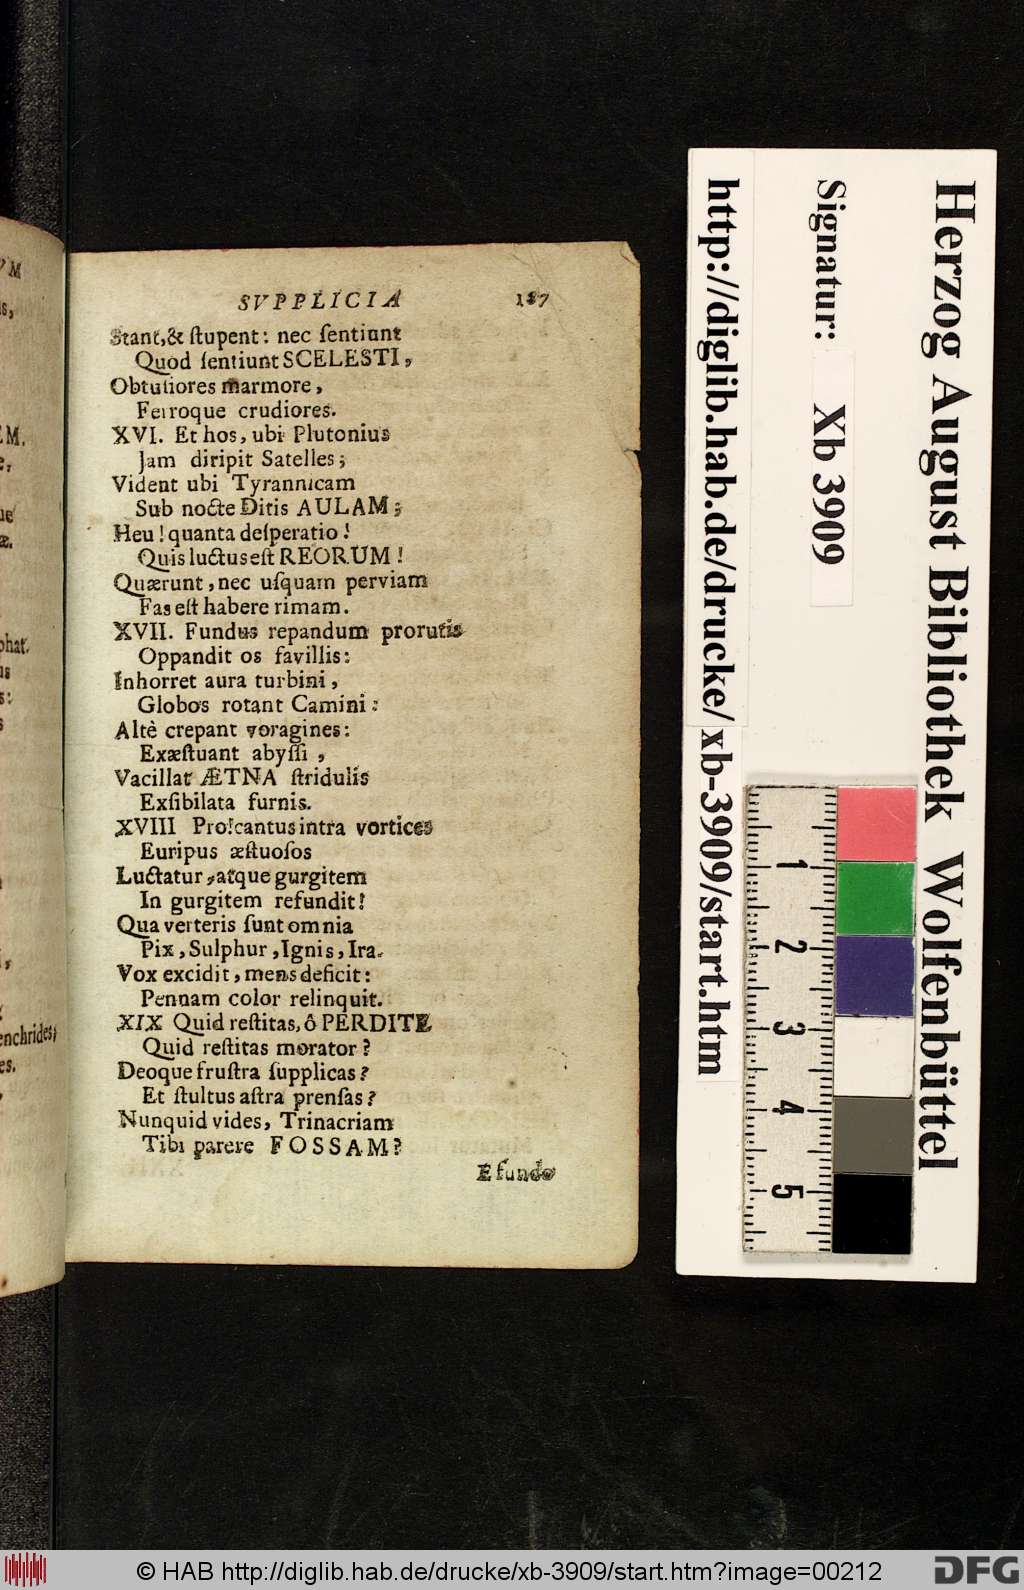 SVPPLICIA 187
Stant,& ſtupent: nec ſentiunt
Quod ſentiunt SCELESTI,
Obtuſiores marmore,
Ferroque crudiores.
XVI. Et hos, ubi Plutonius
Jam diripit Satelles;
Vident ubi Tyrannicam
Sub nocte Ditis AULAM;
Heu! quanta deſperatio!
Quis luctus eſt REORUM!
Quærunt, nec uſquam perviam
Fas eſt habere rimam.
XVII. Fundus repandum prorutis
Oppandit os favillis:
Inhorret aura turbini,
Globos rotant Camini:
Altè crepant voragines:
Exæſtuant abyſſi,
Vacillat ÆTNA ſtridulis
Exſibilata furnis.
XVIII Proſcantus intra vortices
Euripus æſtuoſos
Luctatur, atque gurgitem
In gurgitem refundit!
Qua verteris ſunt omnia
Pix, Sulphur, Ignis, Ira.
Vox excidit, mens deficit:
Pennam color relinquit.
XIX Quid reſtitas, ô PERDITE
Quid reſtitas morator?
Deoque fruſtra ſupplicas?
Et ſtultus aſtra prenſas?
Nunquid vides, Trinacriam
Tibi parere FOSSAM?
E fundo
VM
EM.
phat.
enchrides;
es.
Herzog August Bibliothek Wolfenbüttel
Signatur: Xb 3909
http://diglib.hab.de/drucke/xb-3909/start.htm
1
2
3
4
5
© HAB http://diglib.hab.de/drucke/xb-3909/start.htm?image=00212
DFG